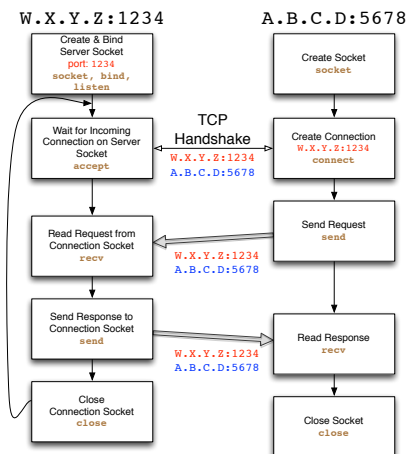 W.X.Y.Z:1234
A.B.C.D:5678
Create & Bind
Server Socket
port: 1234
socket, bind,
listen
Create Socket
socket
Wait for Incoming
Connection on Server
Socket
accept
TCP
Handshake
W.X.Y.Z:1234
A.B.C.D:5678
Create Connection
W.X.Y.Z:1234
connect
Send Request
send
Read Request from
Connection Socket
recv
W.X.Y.Z:1234
A.B.C.D:5678
Send Response to
Connection Socket
send
Read Response
recv
W.X.Y.Z:1234
A.B.C.D:5678
Close
Connection Socket
close
Close Socket
close